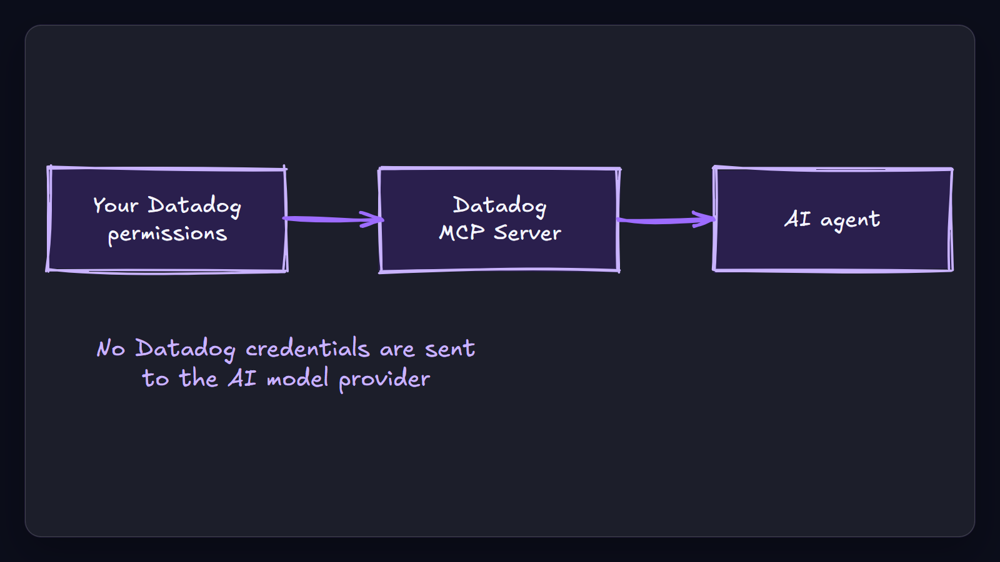 Your Datadog
permissions
Datadog
MCP Server
AI agent
No Datadog credentials are sent
to the AI model provider